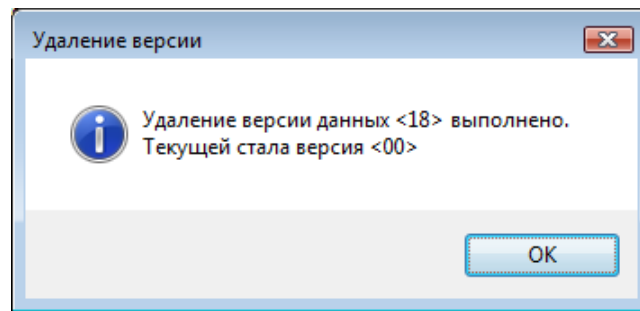 Удаление версии
Удаление версии данных <18> выполнено.
Текущей стала версия <00>
OK